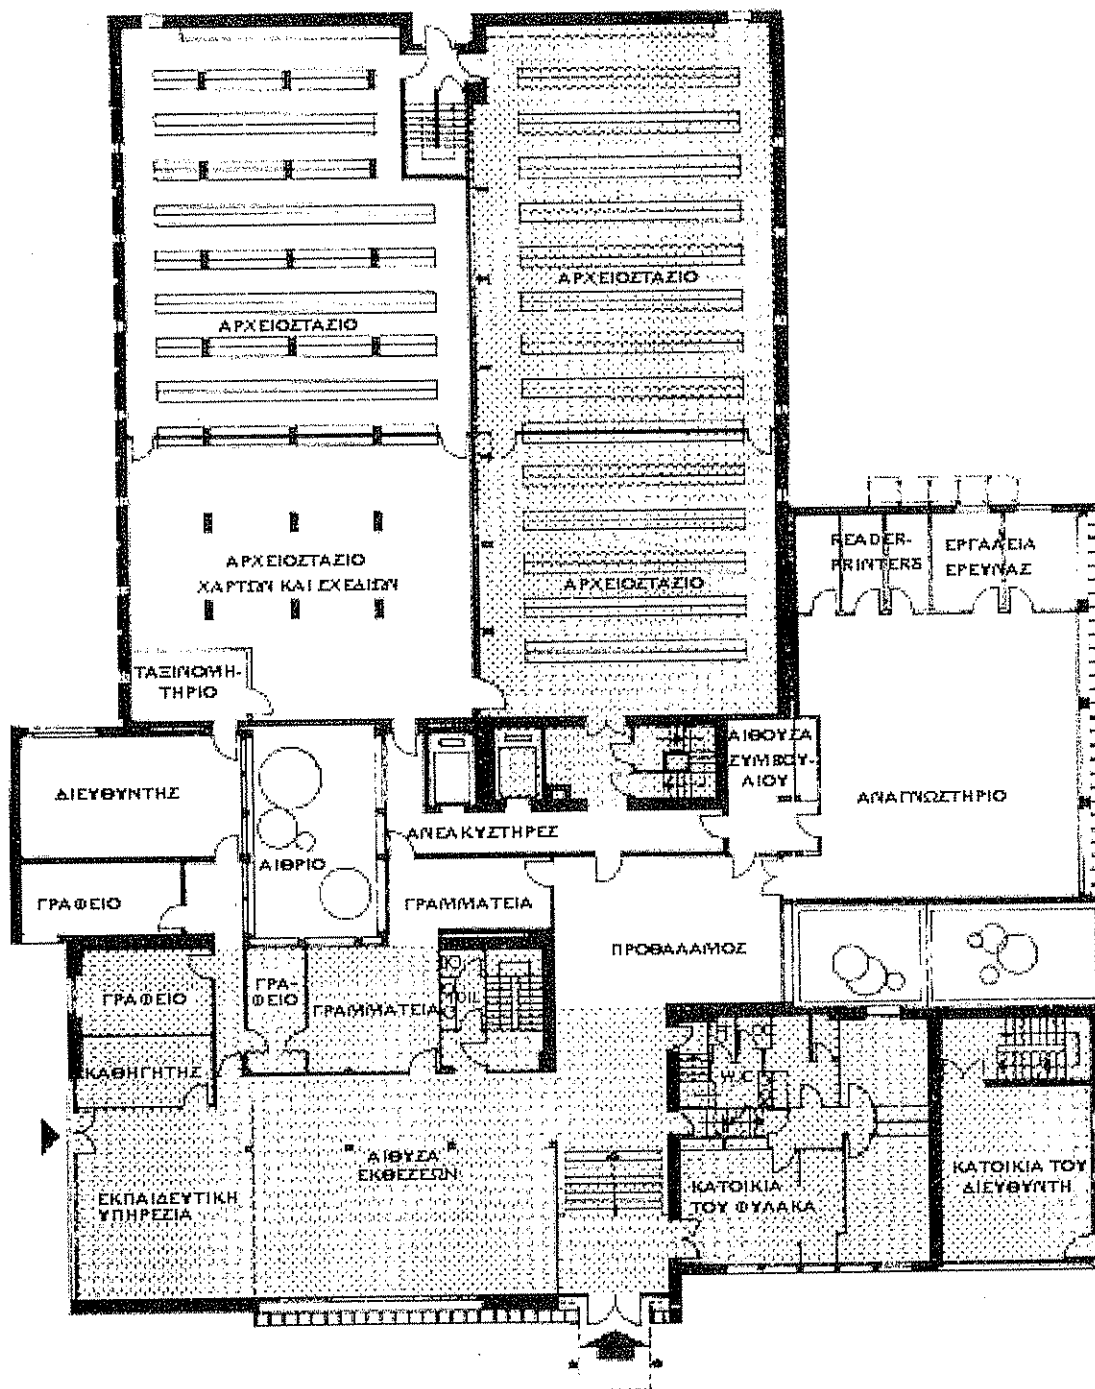 ΑΡΧΕΙΟΣΤΑΣΙΟ
ΑΡΧΕΙΟΣΤΑΣΙΟ
ΑΡΧΕΙΟΣΤΑΣΙΟ
ΧΑΡΤΩΝ ΚΑΙ ΣΧΕΔΙΩΝ
ΑΡΧΕΙΟΣΤΑΣΙΟ
READER-
PRINTERS
ΕΡΓΑΛΕΙΑ
ΕΡΕΥΝΑΣ
ΤΑΞΙΝΟΜΗ-
ΤΗΡΙΟ
ΔΙΕΥΘΥΝΤΗΣ
ΑΙΘΡΙΟ
ΑΝΕΛΚΥΣΤΗΡΕΣ
ΑΙΘΟΥΣΑ
ΣΥΜΒΟΥ-
ΛΙΟΥ
ΑΝΑΓΝΩΣΤΗΡΙΟ
ΓΡΑΦΕΙΟ
ΓΡΑΜΜΑΤΕΙΑ
ΠΡΟΘΑΛΑΜΟΣ
ΓΡΑΦΕΙΟ
ΓΡΑ-
ΦΕΙΟ
ΓΡΑΜΜΑΤΕΙΑ
ΚΑΘΗΓΗΤΗΣ
W.C
ΑΙΘΥΣΑ
ΕΚΘΕΣΕΩΝ
ΕΚΠΑΙΔΕΥΤΙΚΗ
ΥΠΗΡΕΣΙΑ
ΚΑΤΟΙΚΙΑ
ΤΟΥ ΦΥΛΑΚΑ
ΚΑΤΟΙΚΙΑ ΤΟΥ
ΔΙΕΥΘΥΝΤΗ